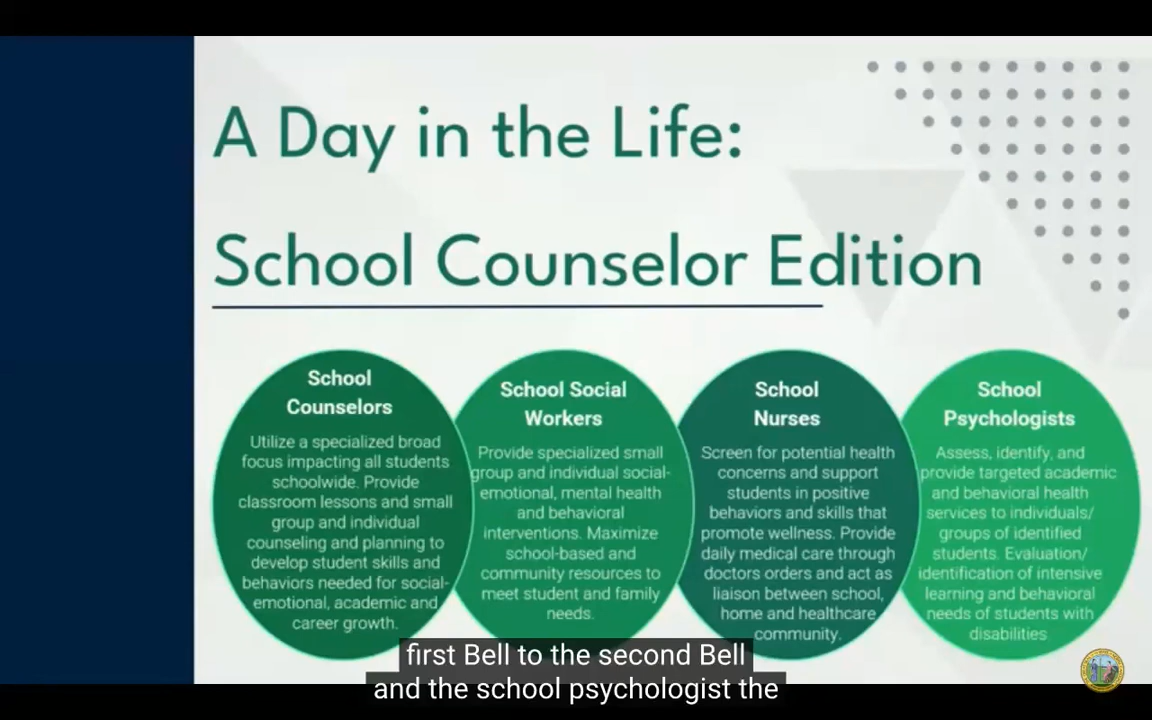 A Day in the Life:
School Counselor Edition
School
Counselors
Utilize a specialized broad
focus impacting all students
schoolwide. Provide
classroom lessons and small
group and individual
counseling and planning to
develop student skills and
behaviors needed for social-
emotional, academic and
career growth.
School Social
Workers
Provide specialized small
group and individual social-
emotional, mental health
and behavioral
interventions. Maximize
school-based and
community resources to
meet student and family
needs.
School
Nurses
Screen for potential health
concerns and support
students in positive
behaviors and skills that
promote wellness. Provide
daily medical care through
doctors orders and act as
liaison between school,
home and healthcare
community.
School
Psychologists
Assess, identify, and
provide targeted academic
and behavioral health
services to individuals/
groups of identified
students. Evaluation/
identification of intensive
learning and behavioral
needs of students with
disabilities
first Bell to the second Bell
and the school psychologist the